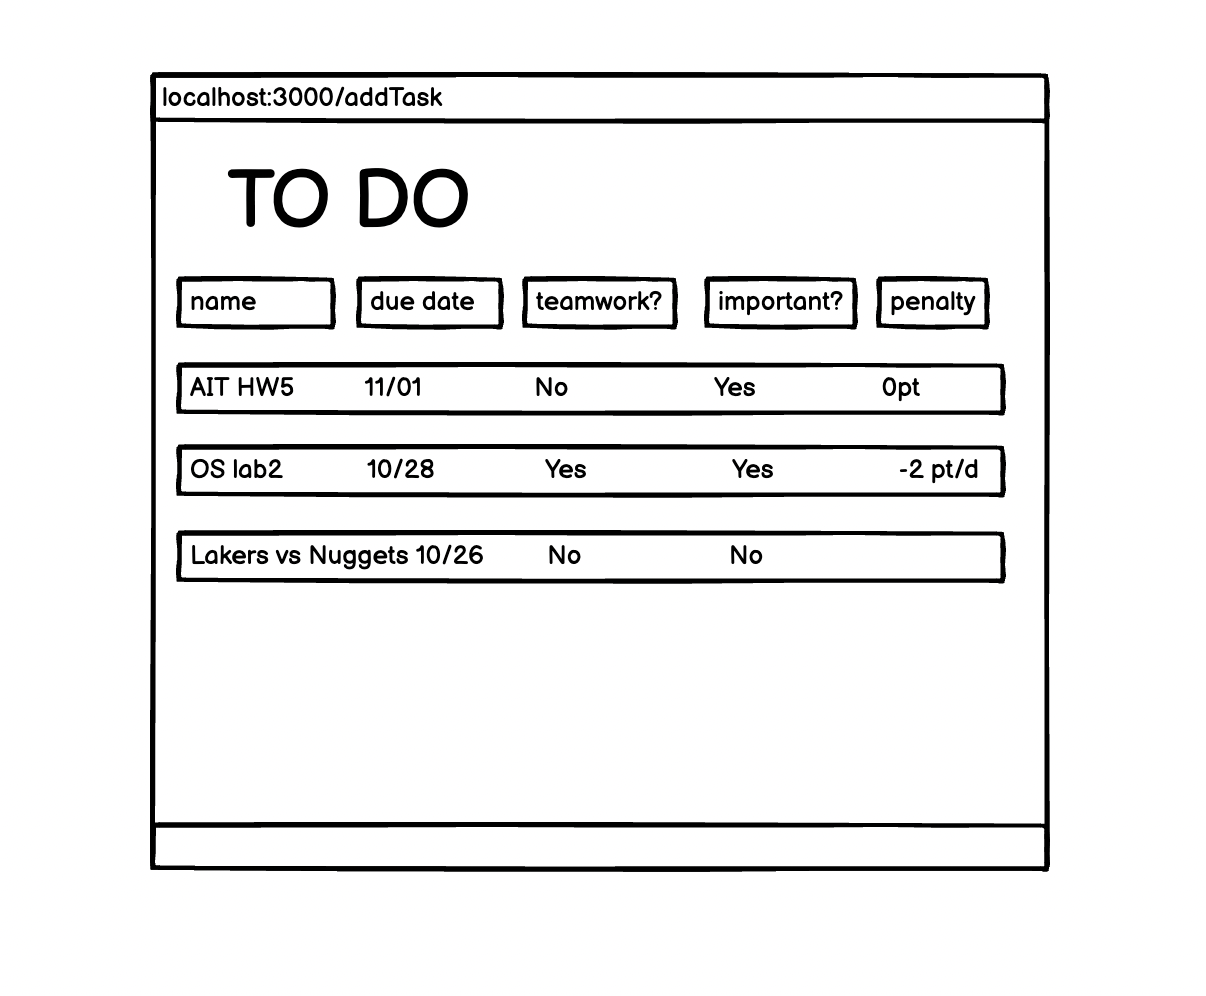 localhost:3000/addTask
TO DO
name due date teamwork? important? penalty
AIT HW5 11/01 No Yes 0pt
OS lab2 10/28 Yes Yes -2 pt/d
Lakers vs Nuggets 10/26 No No